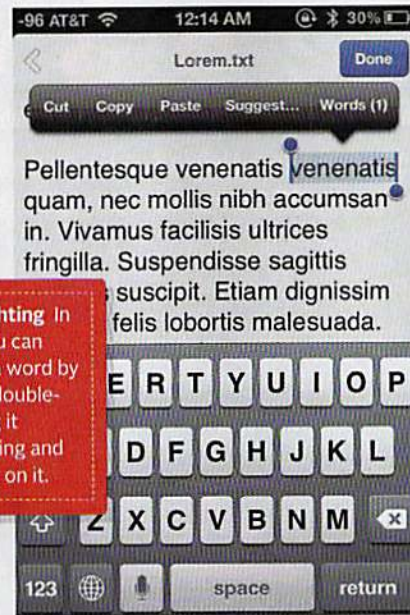 -96 AT&T 12:14 AM 30%
Lorem.txt Done
Cut Copy Paste Suggest... Words (1)
Pellentesque venenatis venenatis
quam, nec mollis nibh accumsan
in. Vivamus facilisis ultrices
fringilla. Suspendisse sagittis
suscipit. Etiam dignissim
felis lobortis malesuada.
hting In
u can
word by
double-
it
ing and
on it.
E R T Y U I O P
D F G H J K L
Z X C V B N M
123 space return